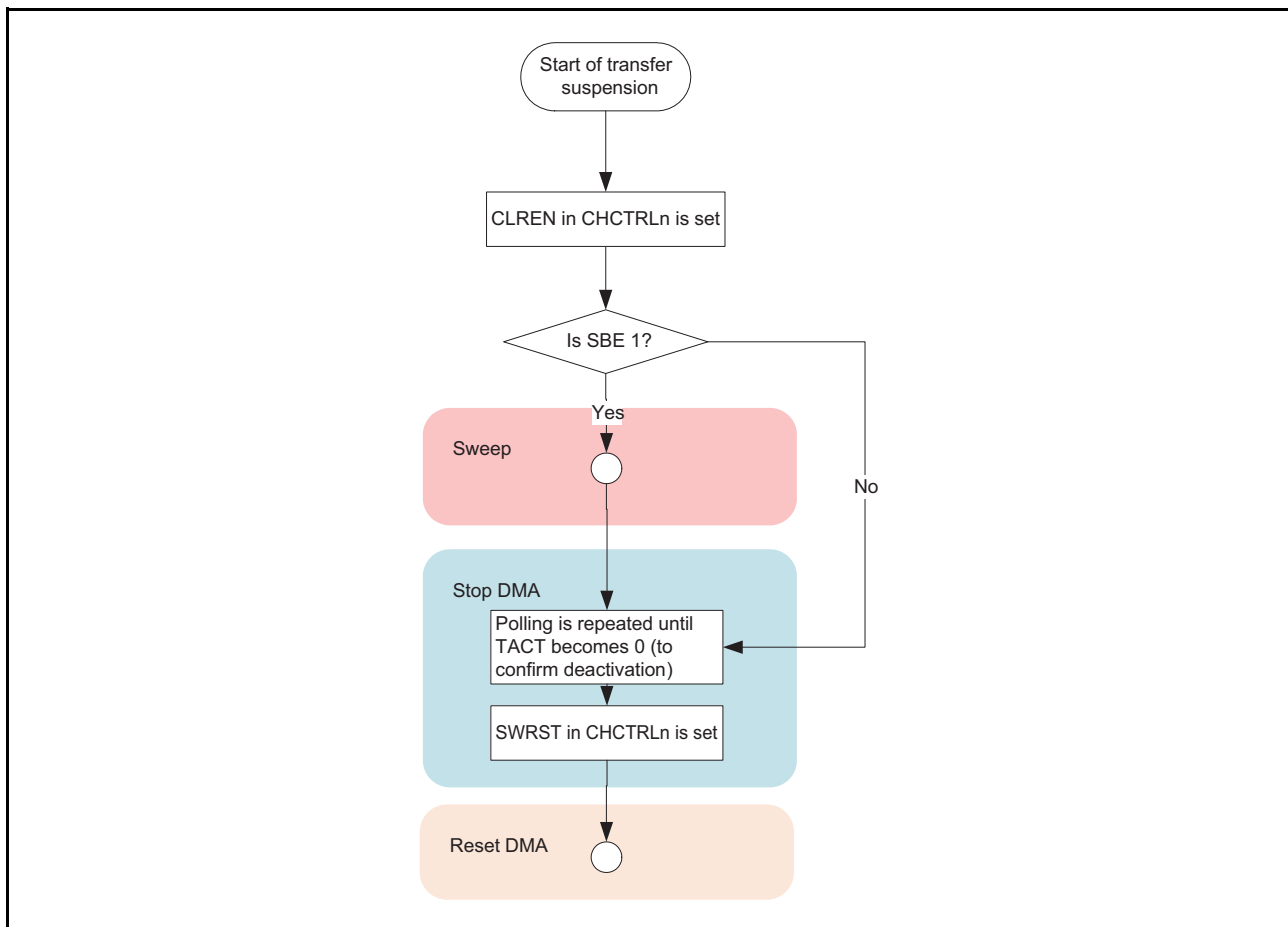 Start of transfer
suspension
CLREN in CHCTRLn is set
Is SBE 1?
Yes
Sweep
No
Stop DMA
Polling is repeated until
TACT becomes 0 (to
confirm deactivation)
SWRST in CHCTRLn is set
Reset DMA